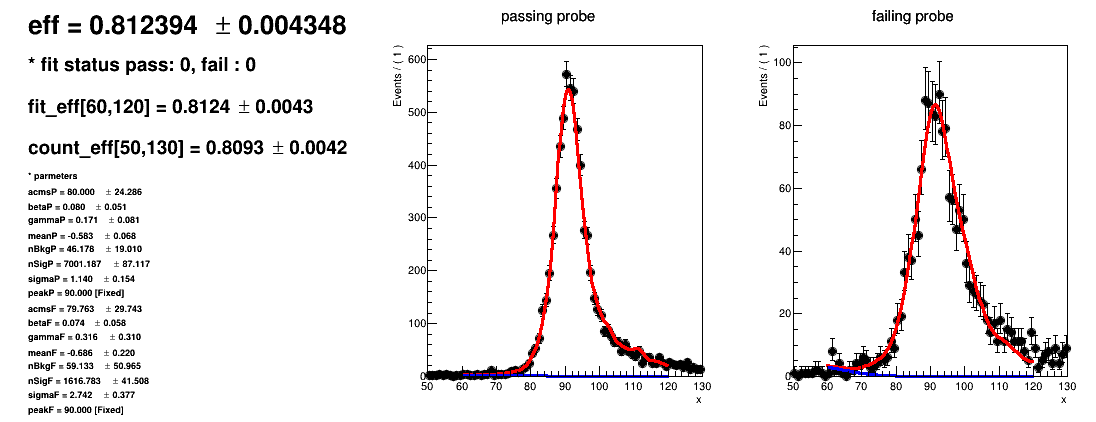 eff = 0.812394 ± 0.004348
* fit status pass: 0, fail : 0
fit_eff[60,120] = 0.8124 ± 0.0043
count_eff[50,130] = 0.8093 ± 0.0042
* parmeters
acmsP = 80.000 ± 24.286
betaP = 0.080 ± 0.051
gammaP = 0.171 ± 0.081
meanP = -0.583 ± 0.068
nBkgP = 46.178 ± 19.010
nSigP = 7001.187 ± 87.117
sigmaP = 1.140 ± 0.154
peakP = 90.000 [Fixed]
acmsF = 79.763 ± 29.743
betaF = 0.074 ± 0.058
gammaF = 0.316 ± 0.310
meanF = -0.686 ± 0.220
nBkgF = 59.133 ± 50.965
nSigF = 1616.783 ± 41.508
sigmaF = 2.742 ± 0.377
peakF = 90.000 [Fixed]
passing probe
Events / ( 1 )
600
500
400
300
200
100
0
50 60 70 80 90 100 110 120 130
x
failing probe
Events / ( 1 )
100
80
60
40
20
0
50 60 70 80 90 100 110 120 130
x